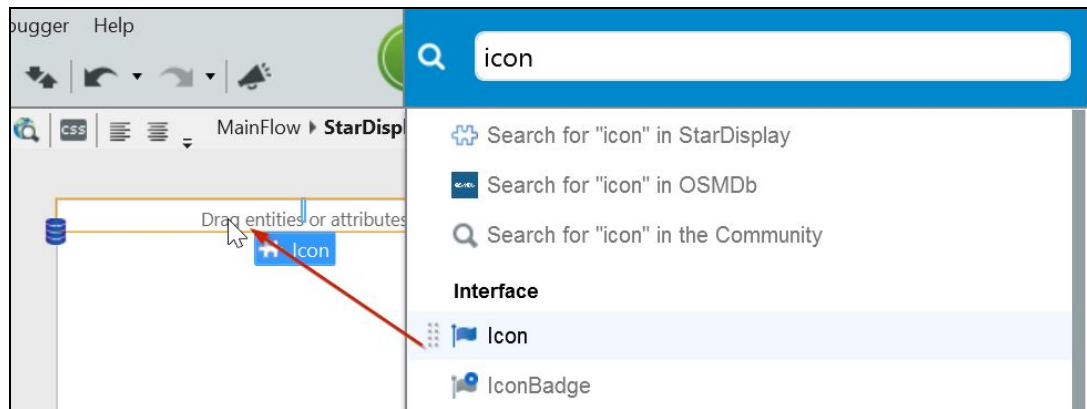 bugger Help
icon
css MainFlow StarDispl
Search for "icon" in StarDisplay
Search for "icon" in OSMDb
Search for "icon" in the Community
Drag entities or attributes
Icon
Interface
Icon
IconBadge